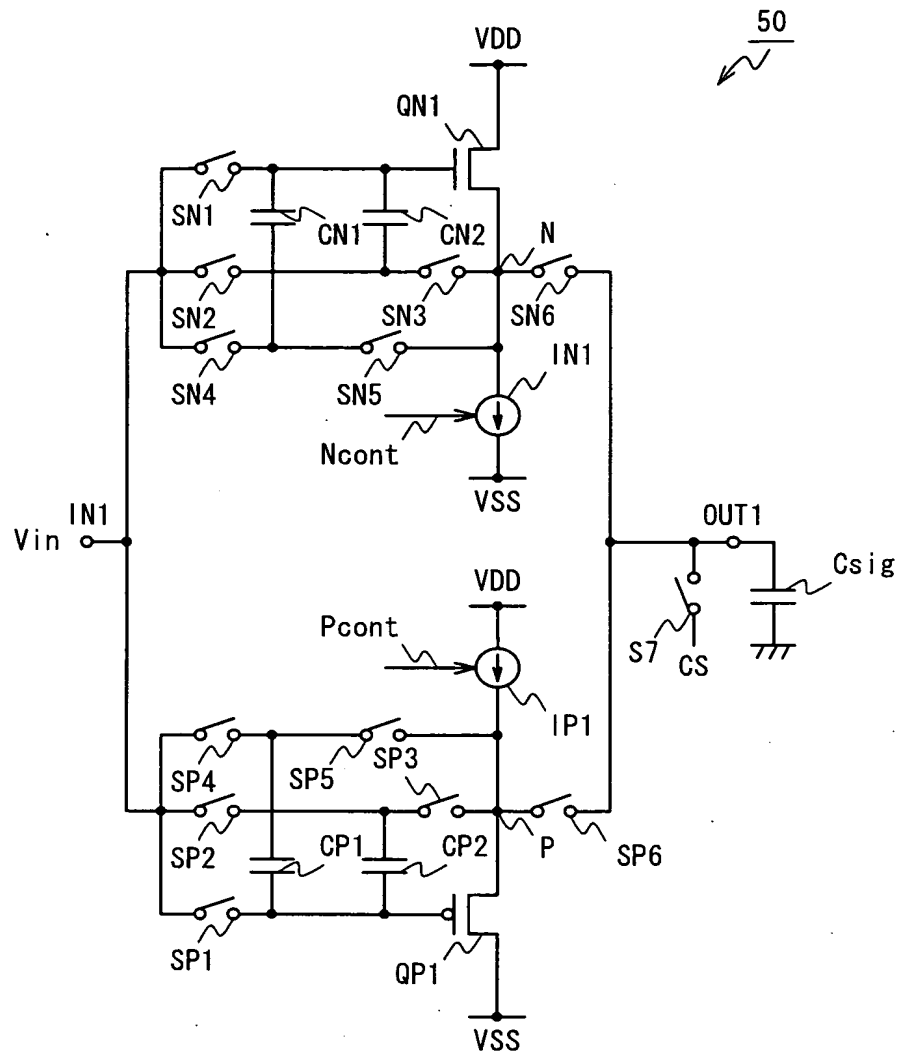 50
VDD
QN1
SN1
CN1
CN2
N
SN2
SN3
SN6
SN4
SN5
IN1
Ncont
VSS
IN1
Vin
OUT1
Csig
VDD
Pcont
S7
CS
IP1
SP4
SP5
SP3
SP2
CP1
CP2
P
SP6
SP1
QP1
VSS